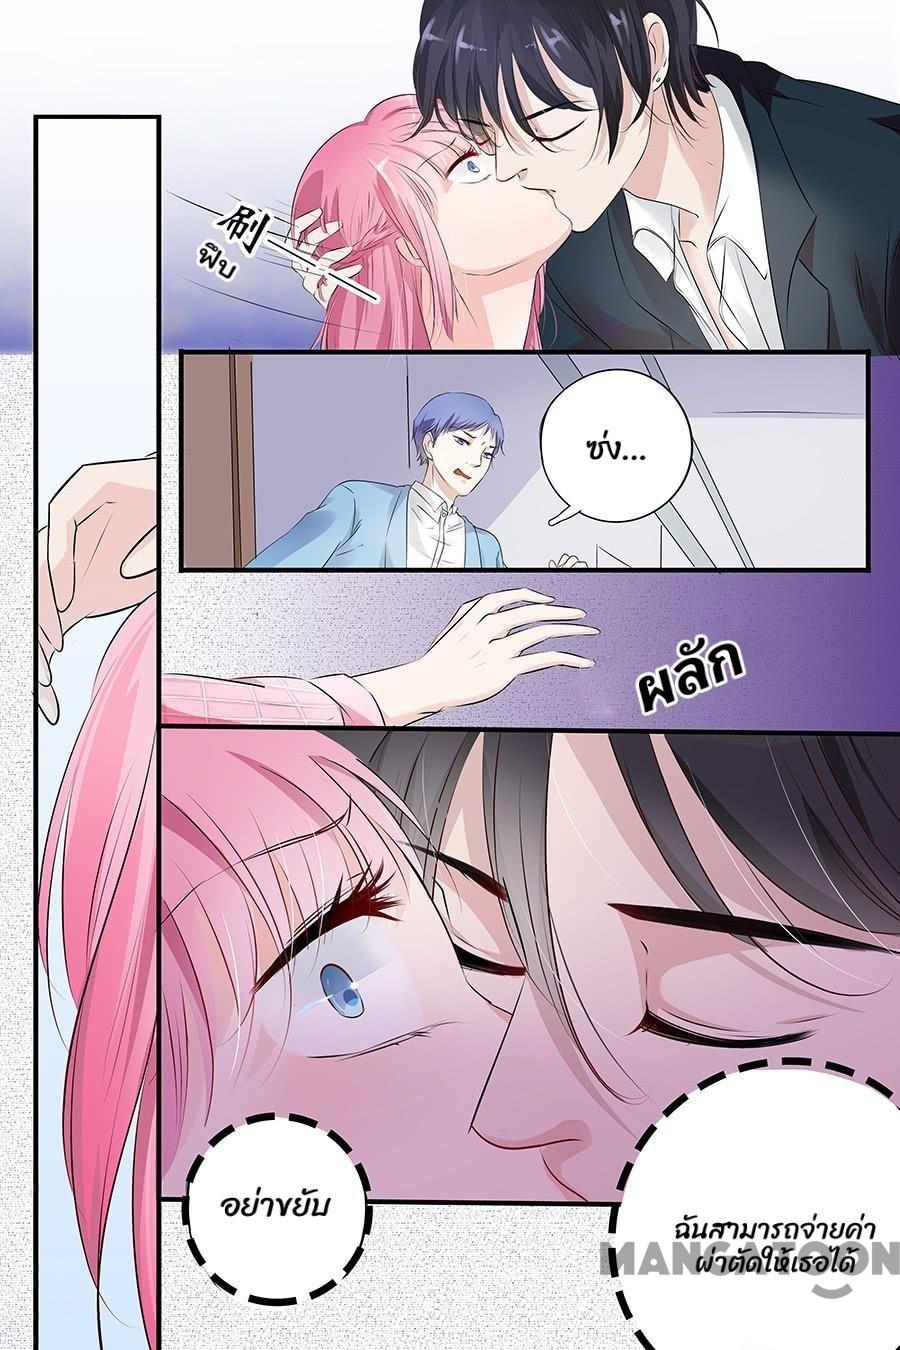 刷
พึบ
ซ่ง...
ผลัก
อย่าขยับ
ฉันสามารถจ่ายค่า
ผ่าตัดให้เธอได้
MANGATOON